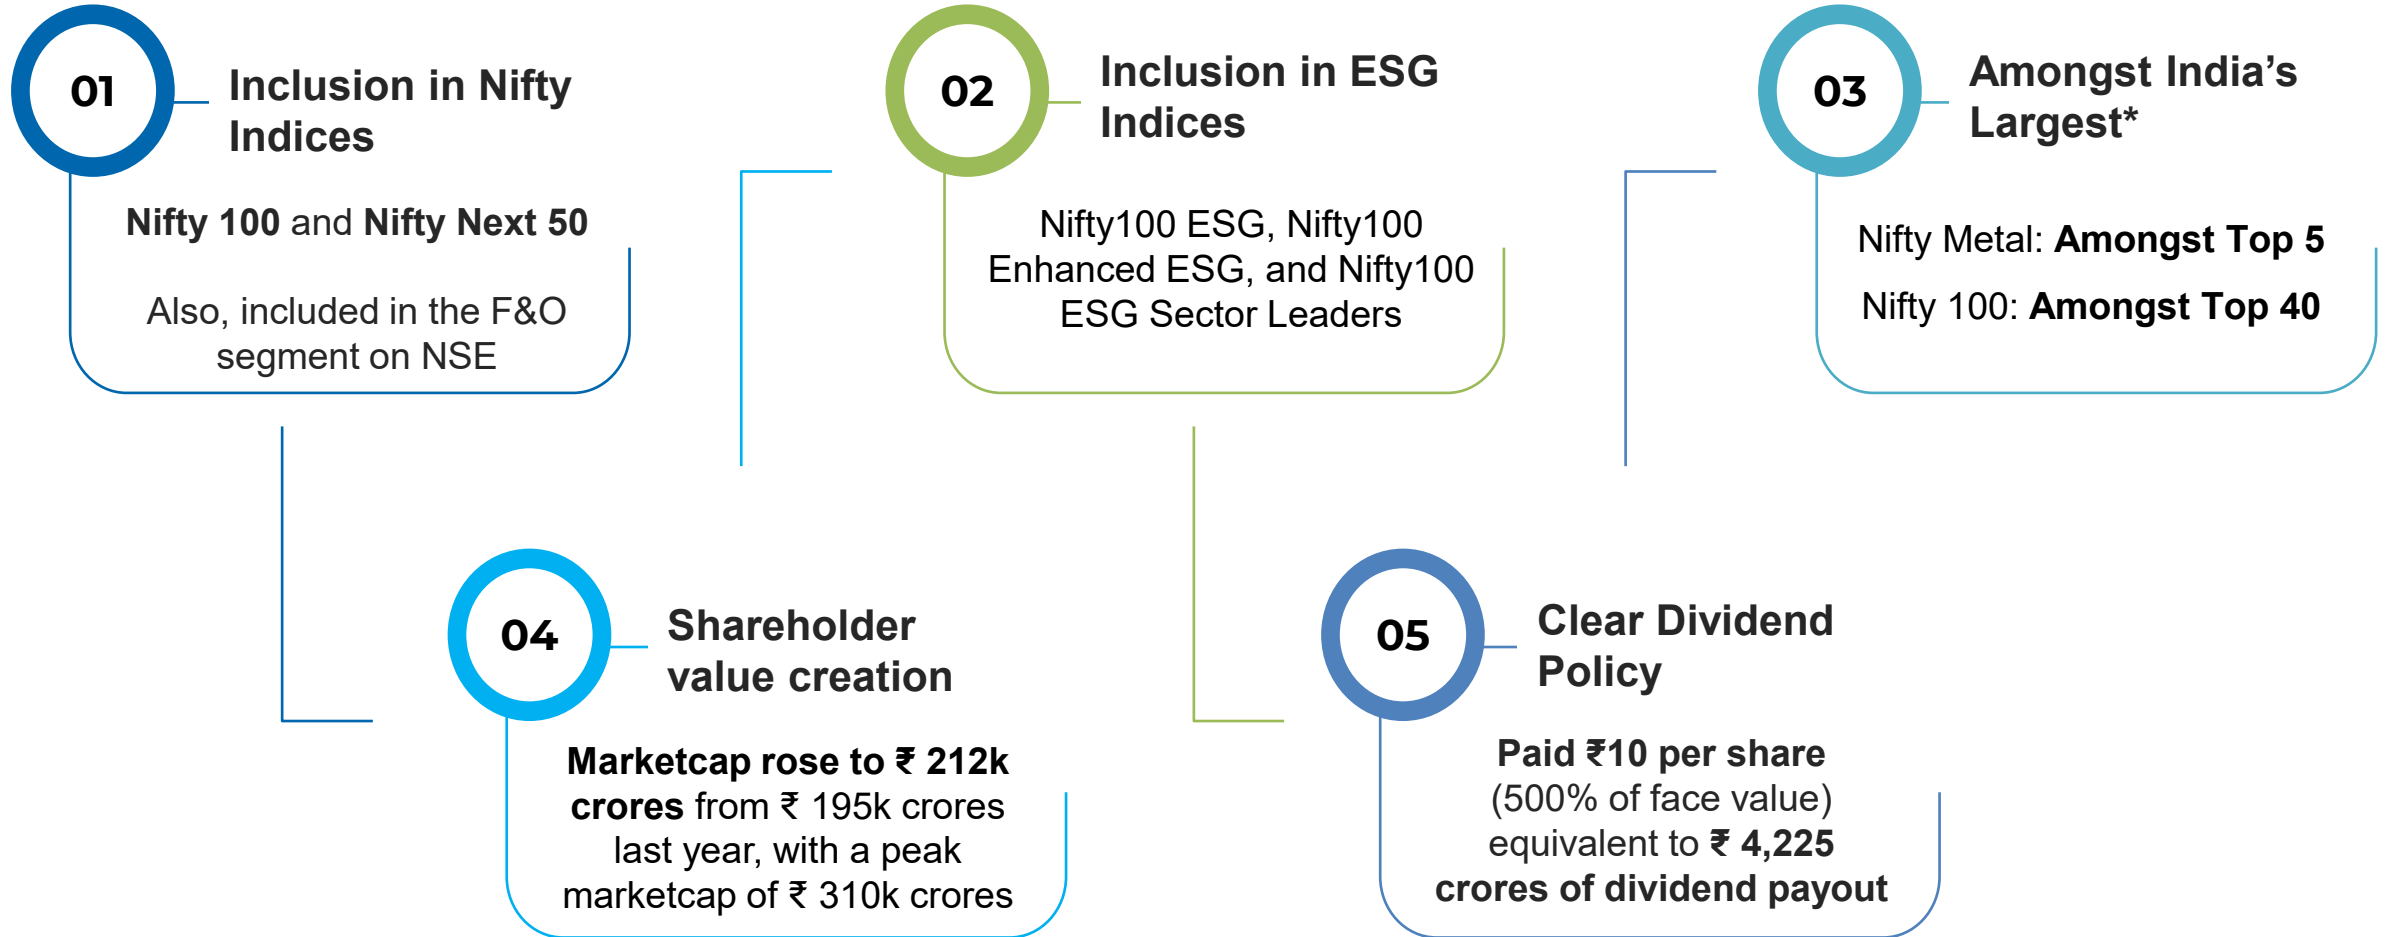 01
Inclusion in Nifty
Indices
Nifty 100 and Nifty Next 50
Also, included in the F&O
segment on NSE
02
Inclusion in ESG
Indices
Nifty100 ESG, Nifty100
Enhanced ESG, and Nifty100
ESG Sector Leaders
03
Amongst India’s
Largest*
Nifty Metal: Amongst Top 5
Nifty 100: Amongst Top 40
04
Shareholder
value creation
Marketcap rose to ₹ 212k
crores from ₹ 195k crores
last year, with a peak
marketcap of ₹ 310k crores
05
Clear Dividend
Policy
Paid ₹10 per share
(500% of face value)
equivalent to ₹ 4,225
crores of dividend payout